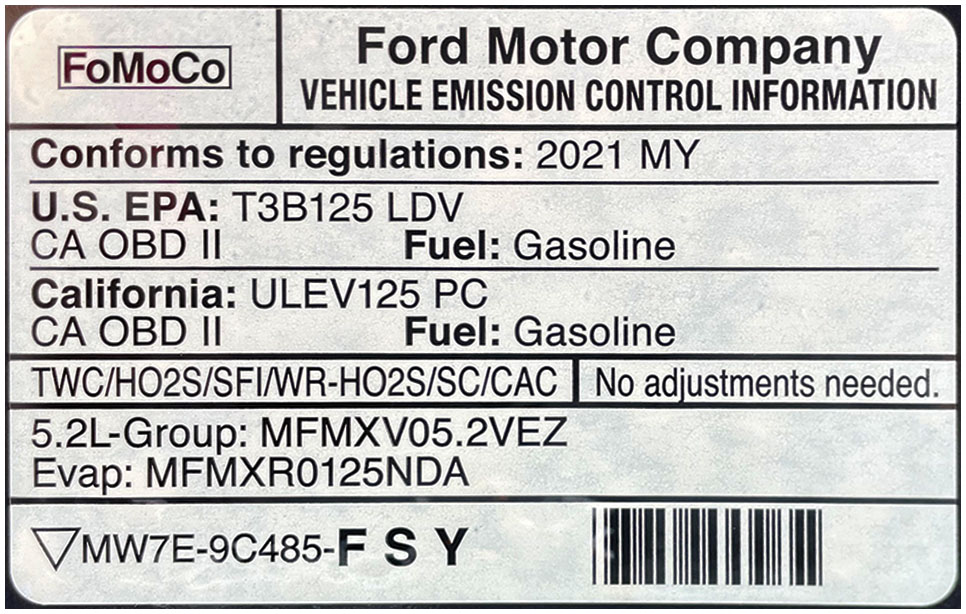 FoMoCo
Ford Motor Company
VEHICLE EMISSION CONTROL INFORMATION
Conforms to regulations: 2021 MY
U.S. EPA: T3B125 LDV
CA OBD II Fuel: Gasoline
California: ULEV125 PC
CA OBD II Fuel: Gasoline
TWC/HO2S/SFI/WR-HO2S/SC/CAC No adjustments needed.
5.2L-Group: MFMXV05.2VEZ
Evap: MFMXR0125NDA
MW7E-9C485-F S Y